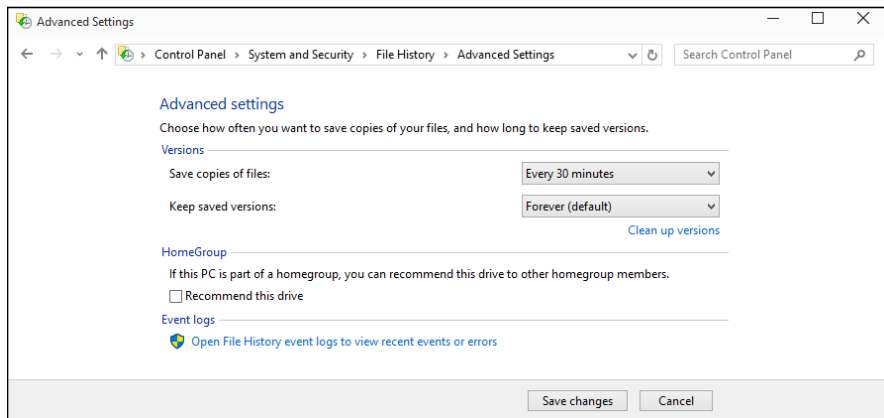 Advanced Settings
Control Panel > System and Security > File History > Advanced Settings
Search Control Panel
Advanced settings
Choose how often you want to save copies of your files, and how long to keep saved versions.
Versions
Save copies of files: Every 30 minutes
Keep saved versions: Forever (default)
Clean up versions
HomeGroup
If this PC is part of a homegroup, you can recommend this drive to other homegroup members.
Recommend this drive
Event logs
Open File History event logs to view recent events or errors
Save changes Cancel